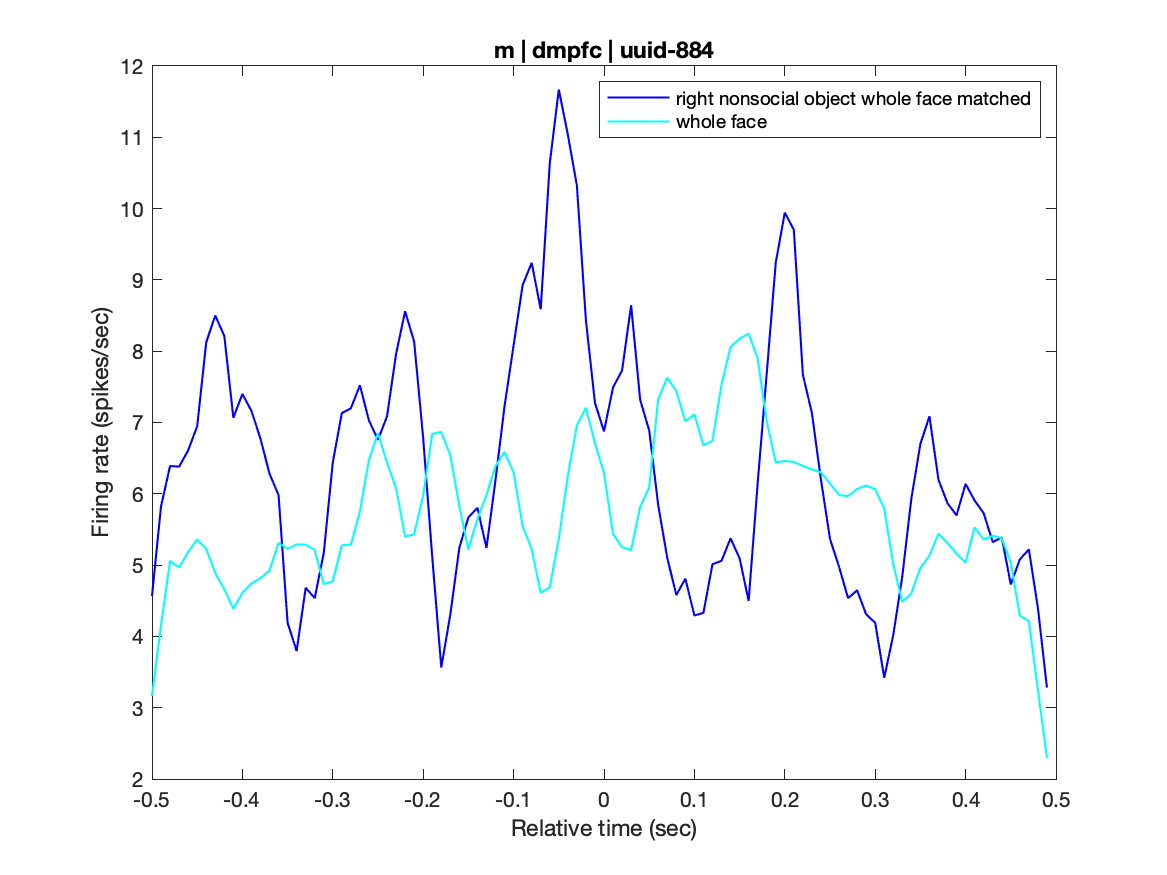 m | dmpfc | uuid-884
right nonsocial object whole face matched
whole face
12
11
10
9
8
7
6
5
4
3
2
Firing rate (spikes/sec)
-0.5 -0.4 -0.3 -0.2 -0.1 0 0.1 0.2 0.3 0.4 0.5
Relative time (sec)